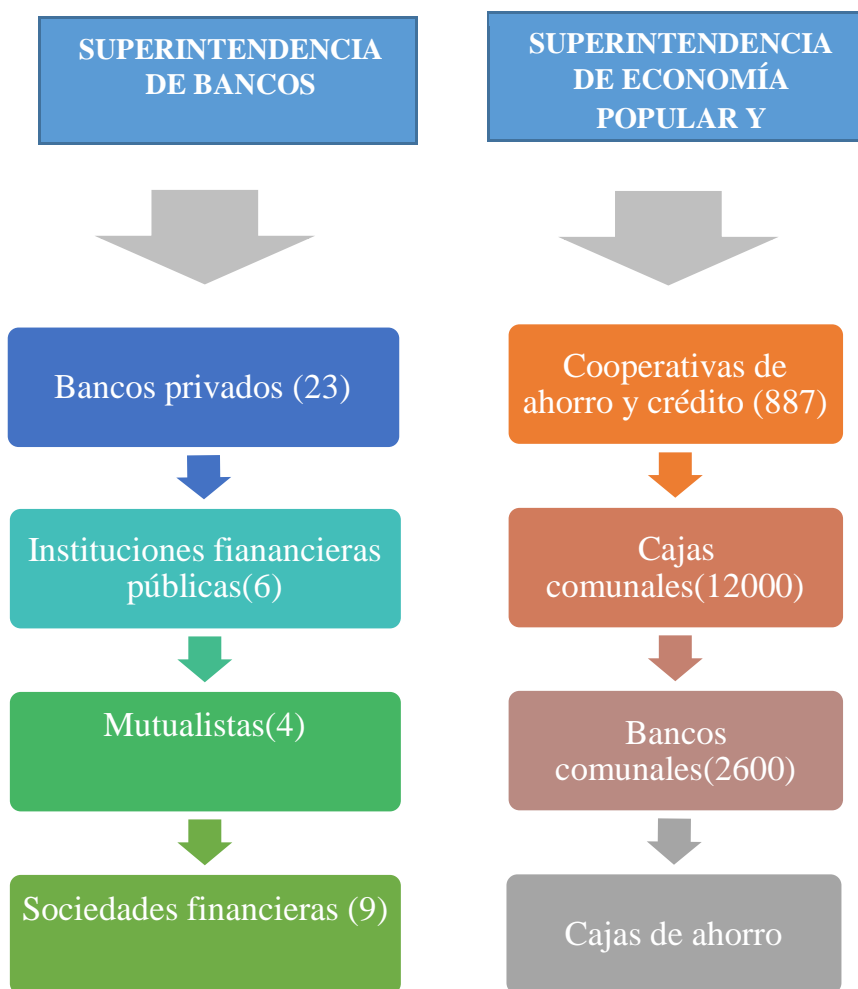 SUPERINTENDENCIA
DE BANCOS
SUPERINTENDENCIA
DE ECONOMÍA
POPULAR Y
Bancos privados (23)
Instituciones fianancieras
públicas(6)
Mutualistas(4)
Sociedades financieras (9)
Cooperativas de
ahorro y crédito (887)
Cajas
comunales(12000)
Bancos
comunales(2600)
Cajas de ahorro